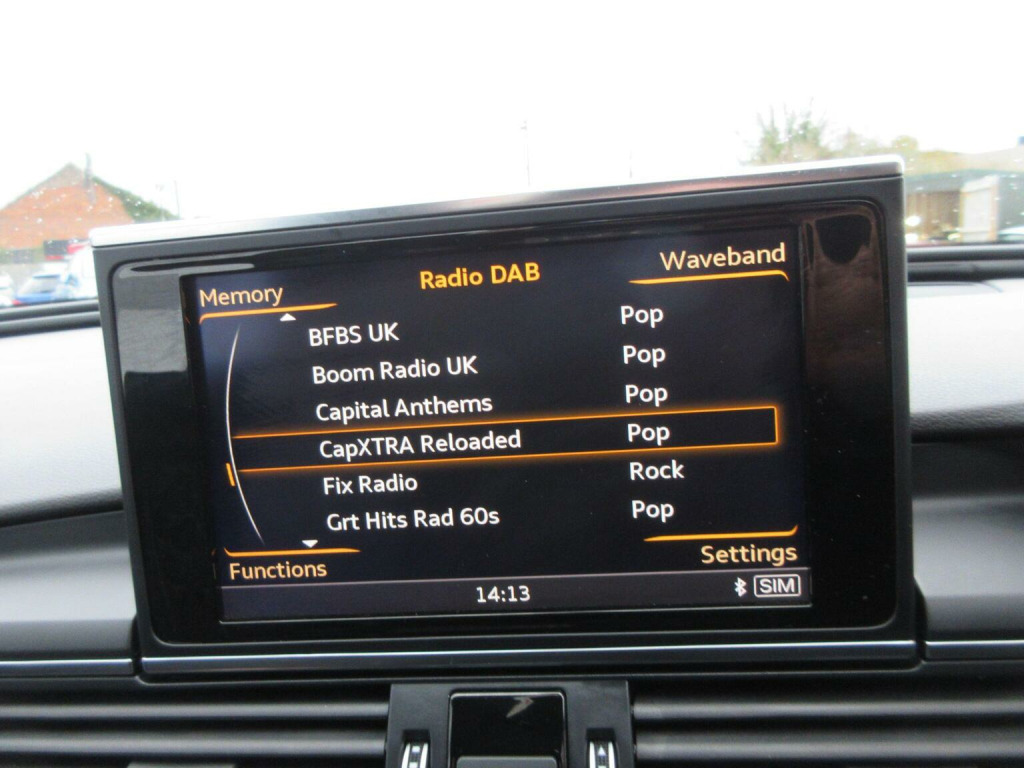 Memory
Radio DAB
Waveband
BFBS UK Pop
Boom Radio UK Pop
Capital Anthems Pop
CapXTRA Reloaded Pop
Fix Radio Rock
Grt Hits Rad 60s Pop
Functions
Settings
14:13
SIM